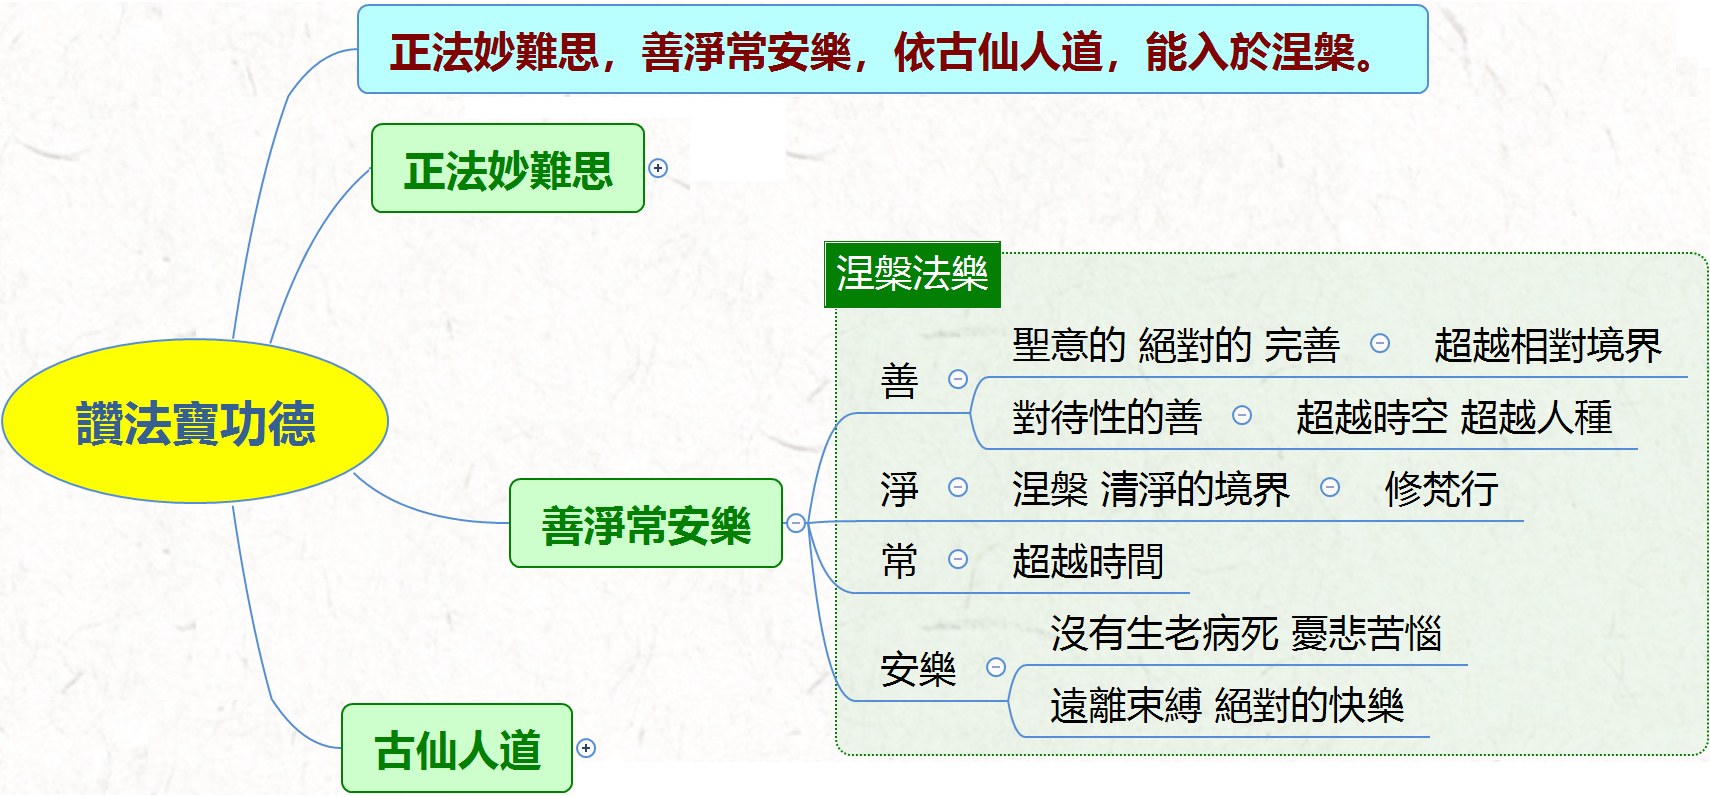 正法妙難思，善淨常安樂，依古仙人道，能入於涅槃。
正法妙難思
涅槃法樂
聖意的 絕對的 完善 超越相對境界
善
對待性的善 超越時空 超越人種
讚法寶功德
淨 涅槃 清淨的境界 修梵行
善淨常安樂
常 超越時間
沒有生老病死 憂悲苦惱
安樂
遠離束縛 絕對的快樂
古仙人道